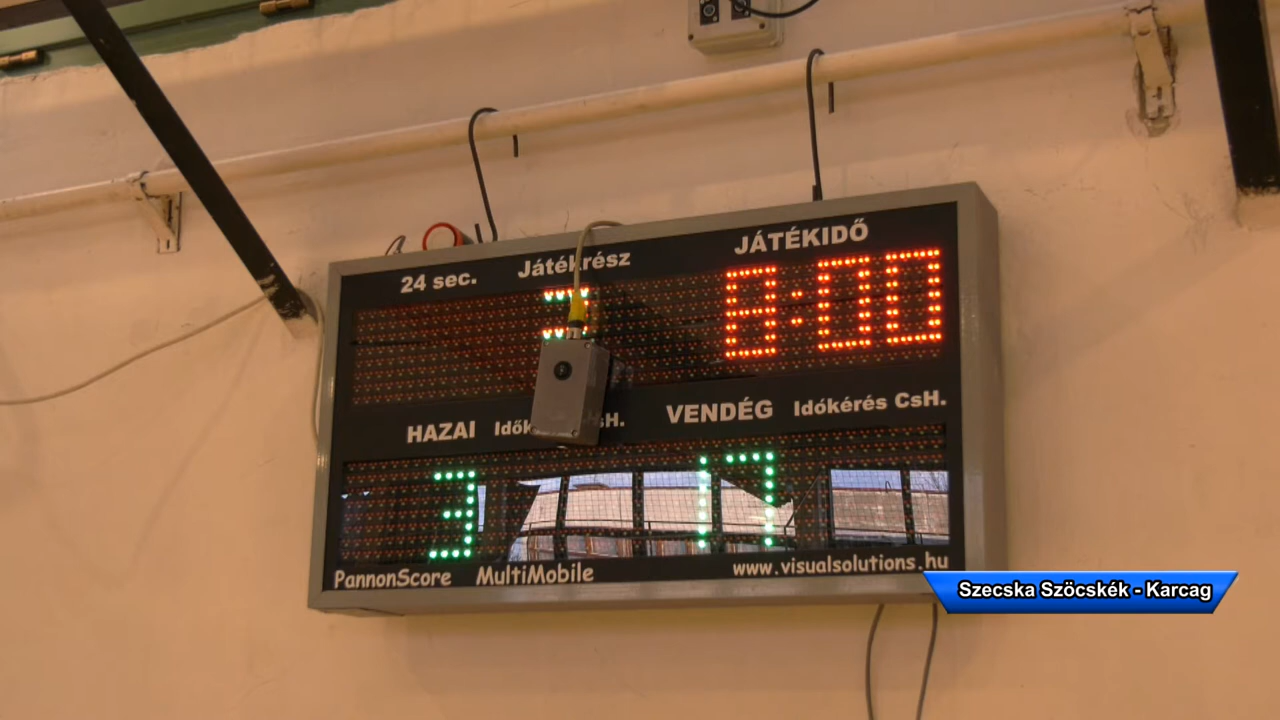 JÁTÉKIDŐ
24 sec. Játékrész
8:00
HAZAI VENDÉG Időkérés CsH.
3 17
PannonScore MultiMobile www.visualsolutions.hu
Szecska Szöcskék - Karcag